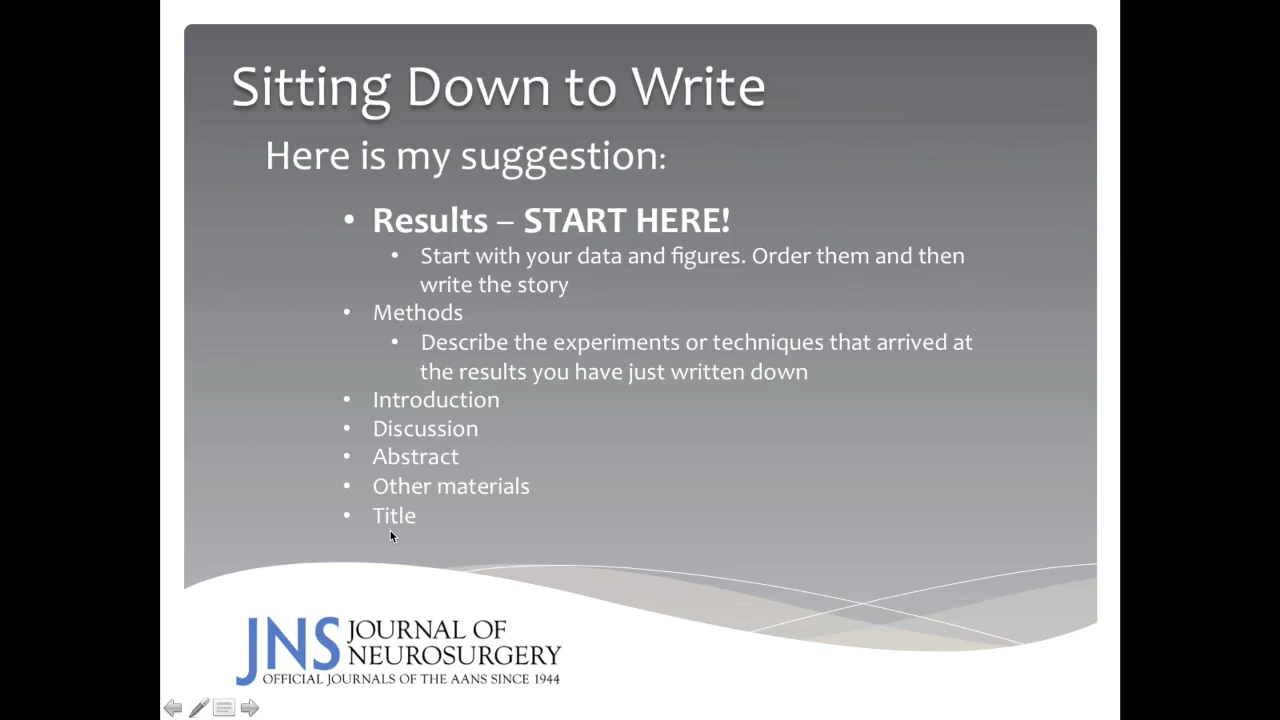 Sitting Down to Write
Here is my suggestion:
• Results – START HERE!
• Start with your data and figures. Order them and then
write the story
• Methods
• Describe the experiments or techniques that arrived at
the results you have just written down
• Introduction
• Discussion
• Abstract
• Other materials
• Title
JNS JOURNAL OF
NEUROSURGERY
OFFICIAL JOURNALS OF THE AANS SINCE 1944